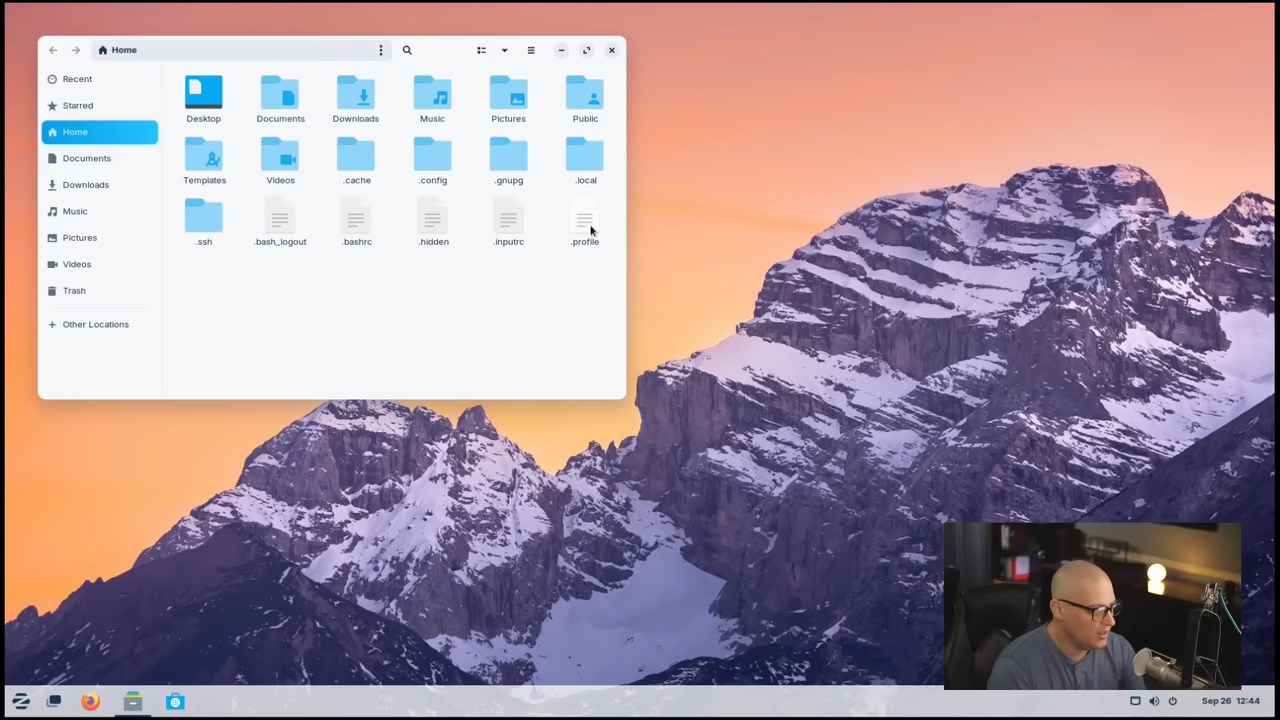 Home
Recent
Starred
Home
Documents
Downloads
Music
Pictures
Videos
Trash
Other Locations
Desktop Documents Downloads Music Pictures Public
Templates Videos .cache .config .gnupg .local
.ssh .bash_logout .bashrc .hidden .inputrc .profile
Sep 26 12:44